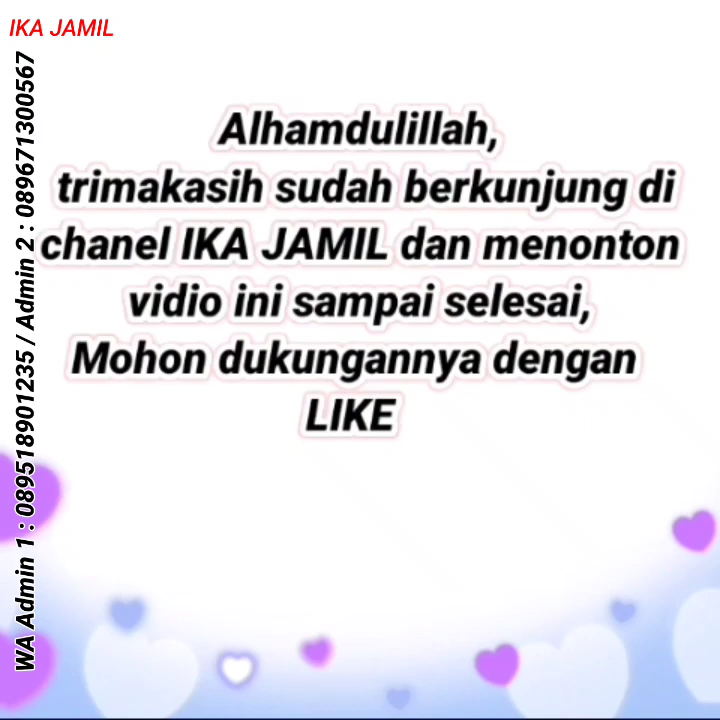 IKA JAMIL
WA Admin 1 : 089518901235 / Admin 2 : 089671300567
Alhamdulillah,
trimakasih sudah berkunjung di
chanel IKA JAMIL dan menonton
vidio ini sampai selesai,
Mohon dukungannya dengan
LIKE